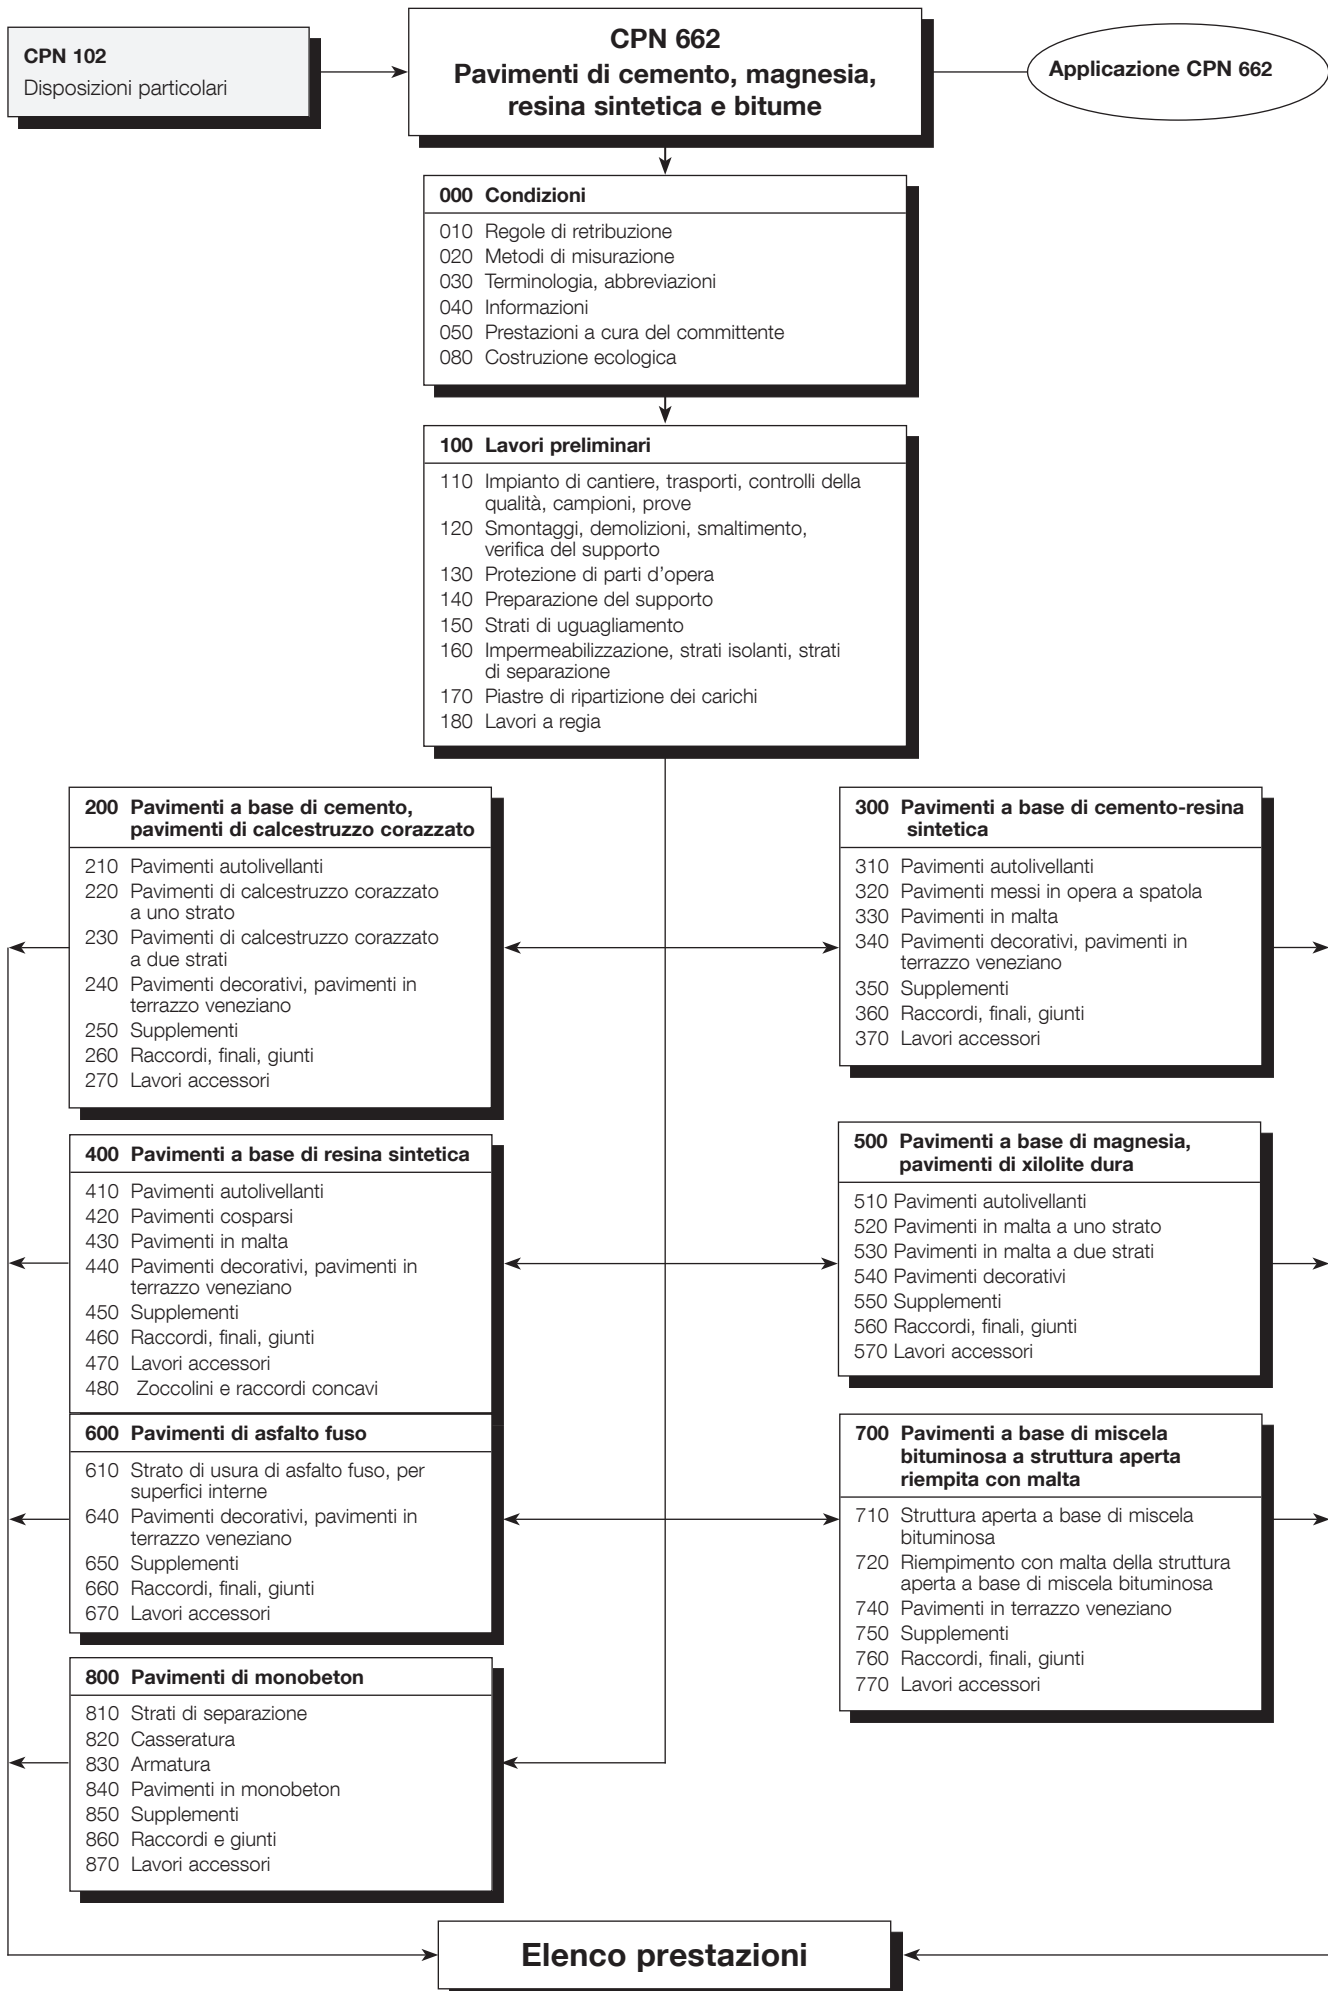 CPN 102
Disposizioni particolari
CPN 662
Pavimenti di cemento, magnesia,
resina sintetica e bitume
Applicazione CPN 662
000 Condizioni
010 Regole di retribuzione
020 Metodi di misurazione
030 Terminologia, abbreviazioni
040 Informazioni
050 Prestazioni a cura del committente
080 Costruzione ecologica
100 Lavori preliminari
110 Impianto di cantiere, trasporti, controlli della
qualità, campioni, prove
120 Smontaggi, demolizioni, smaltimento,
verifica del supporto
130 Protezione di parti d'opera
140 Preparazione del supporto
150 Strati di uguagliamento
160 Impermeabilizzazione, strati isolanti, strati
di separazione
170 Piastre di ripartizione dei carichi
180 Lavori a regia
200 Pavimenti a base di cemento,
pavimenti di calcestruzzo corazzato
210 Pavimenti autolivellanti
220 Pavimenti di calcestruzzo corazzato
a uno strato
230 Pavimenti di calcestruzzo corazzato
a due strati
240 Pavimenti decorativi, pavimenti in
terrazzo veneziano
250 Supplementi
260 Raccordi, finali, giunti
270 Lavori accessori
300 Pavimenti a base di cemento-resina
sintetica
310 Pavimenti autolivellanti
320 Pavimenti messi in opera a spatola
330 Pavimenti in malta
340 Pavimenti decorativi, pavimenti in
terrazzo veneziano
350 Supplementi
360 Raccordi, finali, giunti
370 Lavori accessori
400 Pavimenti a base di resina sintetica
410 Pavimenti autolivellanti
420 Pavimenti cosparsi
430 Pavimenti in malta
440 Pavimenti decorativi, pavimenti in
terrazzo veneziano
450 Supplementi
460 Raccordi, finali, giunti
470 Lavori accessori
480 Zoccolini e raccordi concavi
500 Pavimenti a base di magnesia,
pavimenti di xilolite dura
510 Pavimenti autolivellanti
520 Pavimenti in malta a uno strato
530 Pavimenti in malta a due strati
540 Pavimenti decorativi
550 Supplementi
560 Raccordi, finali, giunti
570 Lavori accessori
600 Pavimenti di asfalto fuso
610 Strato di usura di asfalto fuso, per
superfici interne
640 Pavimenti decorativi, pavimenti in
terrazzo veneziano
650 Supplementi
660 Raccordi, finali, giunti
670 Lavori accessori
700 Pavimenti a base di miscela
bituminosa a struttura aperta
riempita con malta
710 Struttura aperta a base di miscela
bituminosa
720 Riempimento con malta della struttura
aperta a base di miscela bituminosa
740 Pavimenti in terrazzo veneziano
750 Supplementi
760 Raccordi, finali, giunti
770 Lavori accessori
800 Pavimenti di monobeton
810 Strati di separazione
820 Casseratura
830 Armatura
840 Pavimenti in monobeton
850 Supplementi
860 Raccordi e giunti
870 Lavori accessori
Elenco prestazioni